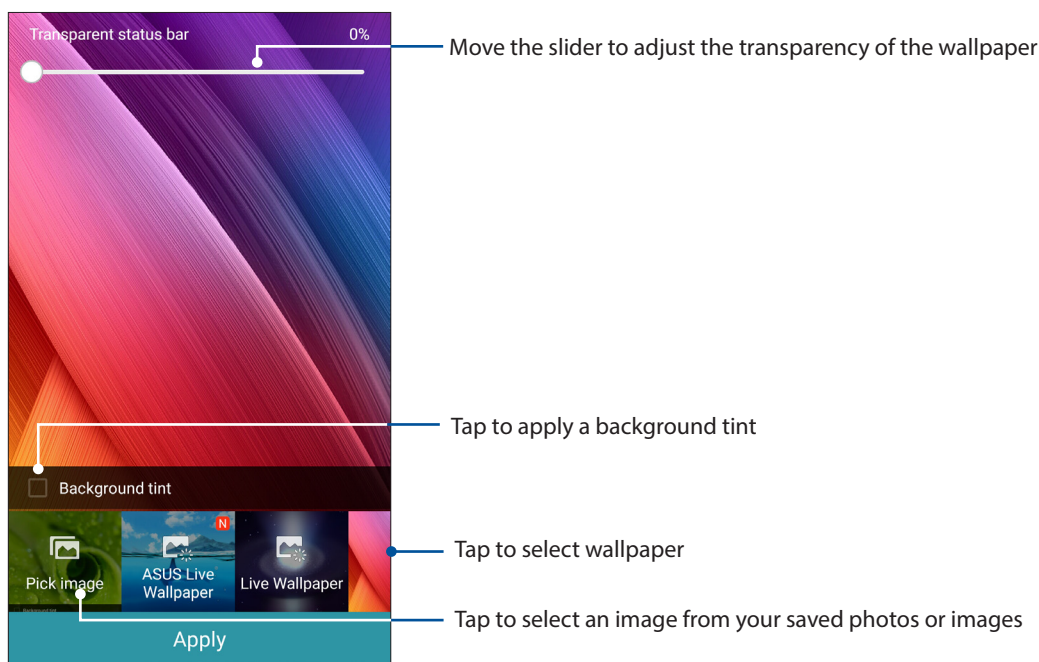 Transparent status bar 0%
Move the slider to adjust the transparency of the wallpaper
Tap to apply a background tint
Background tint
Tap to select wallpaper
N
Pick image
ASUS Live
Wallpaper
Live Wallpaper
Background tint
Tap to select an image from your saved photos or images
Apply